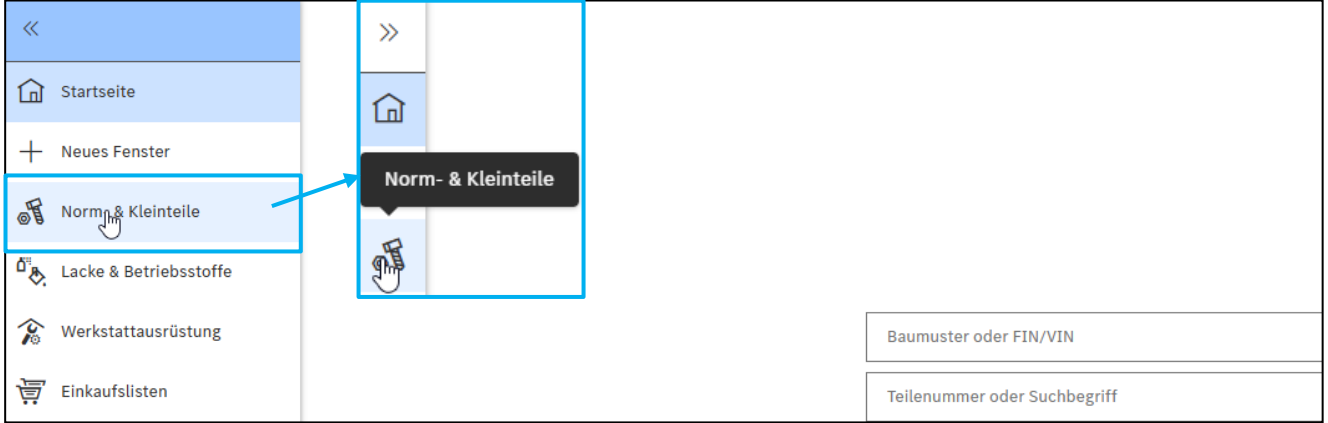 Startseite
Neues Fenster
Norm- & Kleinteile
Lacke & Betriebsstoffe
Werkstattausrüstung
Einkaufslisten
Norm- & Kleinteile
Baumuster oder FIN/VIN
Teilenummer oder Suchbegriff